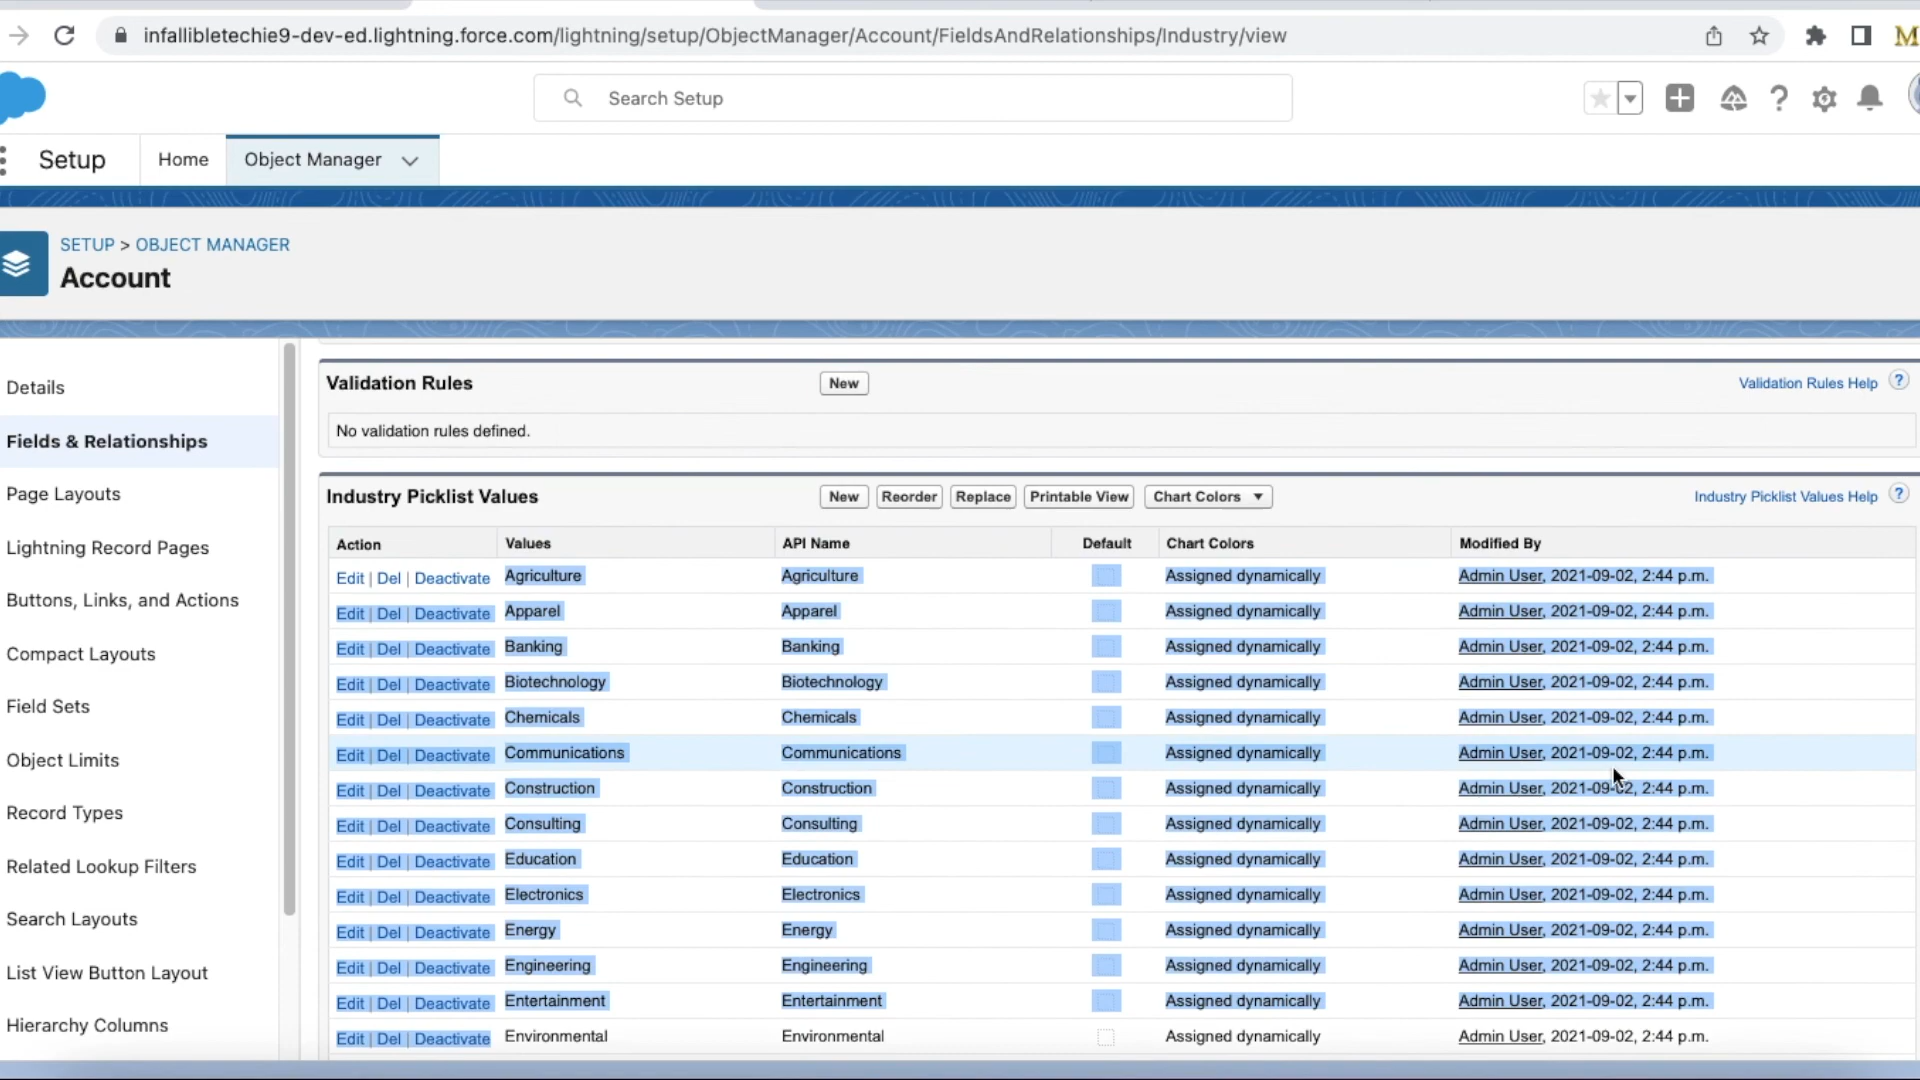 infallibletechie9-dev-ed.lightning.force.com/lightning/setup/ObjectManager/Account/FieldsAndRelationships/Industry/view
M
Search Setup
Setup Home Object Manager
SETUP > OBJECT MANAGER
Account
Details
Fields & Relationships
Page Layouts
Lightning Record Pages
Buttons, Links, and Actions
Compact Layouts
Field Sets
Object Limits
Record Types
Related Lookup Filters
Search Layouts
List View Button Layout
Hierarchy Columns
Validation Rules New Validation Rules Help ?
No validation rules defined.
Industry Picklist Values New Reorder Replace Printable View Chart Colors ▼ Industry Picklist Values Help ?
Action Values API Name Default Chart Colors Modified By
Edit | Del | Deactivate Agriculture Agriculture Assigned dynamically Admin User, 2021-09-02, 2:44 p.m.
Edit | Del | Deactivate Apparel Apparel Assigned dynamically Admin User, 2021-09-02, 2:44 p.m.
Edit | Del | Deactivate Banking Banking Assigned dynamically Admin User, 2021-09-02, 2:44 p.m.
Edit | Del | Deactivate Biotechnology Biotechnology Assigned dynamically Admin User, 2021-09-02, 2:44 p.m.
Edit | Del | Deactivate Chemicals Chemicals Assigned dynamically Admin User, 2021-09-02, 2:44 p.m.
Edit | Del | Deactivate Communications Communications Assigned dynamically Admin User, 2021-09-02, 2:44 p.m.
Edit | Del | Deactivate Construction Construction Assigned dynamically Admin User, 2021-09-02, 2:44 p.m.
Edit | Del | Deactivate Consulting Consulting Assigned dynamically Admin User, 2021-09-02, 2:44 p.m.
Edit | Del | Deactivate Education Education Assigned dynamically Admin User, 2021-09-02, 2:44 p.m.
Edit | Del | Deactivate Electronics Electronics Assigned dynamically Admin User, 2021-09-02, 2:44 p.m.
Edit | Del | Deactivate Energy Energy Assigned dynamically Admin User, 2021-09-02, 2:44 p.m.
Edit | Del | Deactivate Engineering Engineering Assigned dynamically Admin User, 2021-09-02, 2:44 p.m.
Edit | Del | Deactivate Entertainment Entertainment Assigned dynamically Admin User, 2021-09-02, 2:44 p.m.
Edit | Del | Deactivate Environmental Environmental Assigned dynamically Admin User, 2021-09-02, 2:44 p.m.